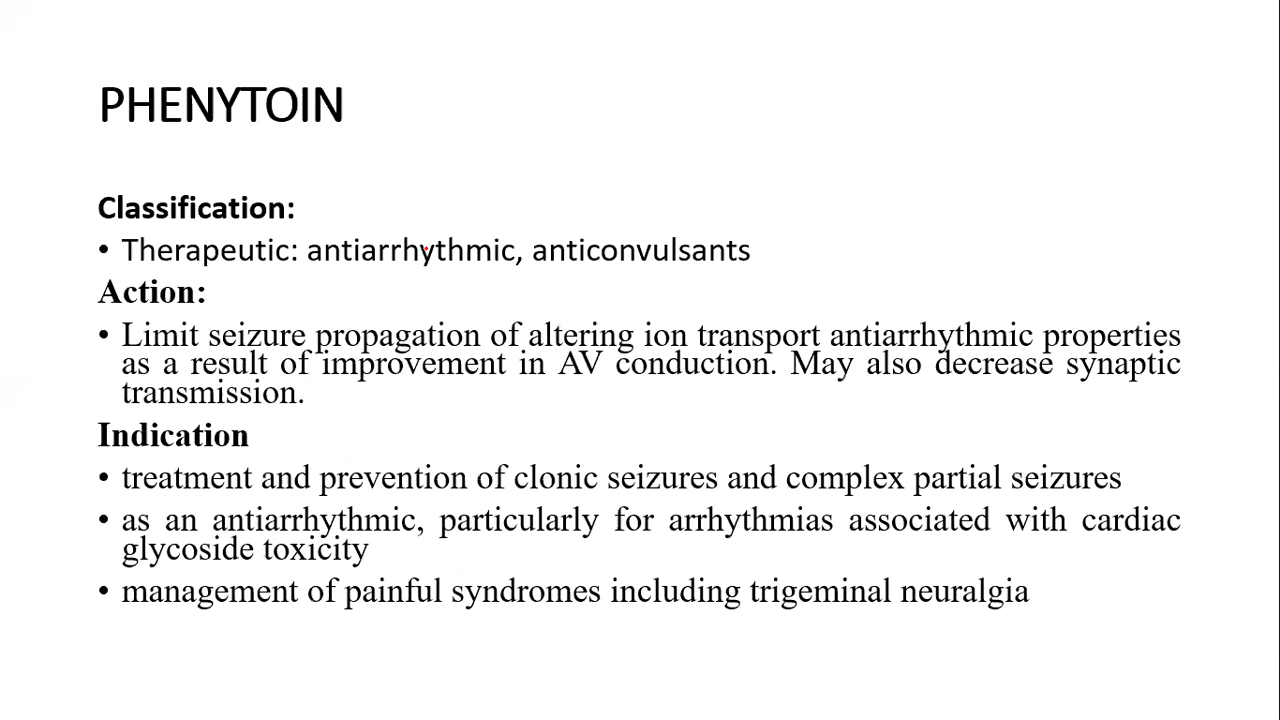 PHENYTOIN
Classification:
• Therapeutic: antiarrhythmic, anticonvulsants
Action:
• Limit seizure propagation of altering ion transport antiarrhythmic properties
as a result of improvement in AV conduction. May also decrease synaptic
transmission.
Indication
• treatment and prevention of clonic seizures and complex partial seizures
• as an antiarrhythmic, particularly for arrhythmias associated with cardiac
glycoside toxicity
• management of painful syndromes including trigeminal neuralgia